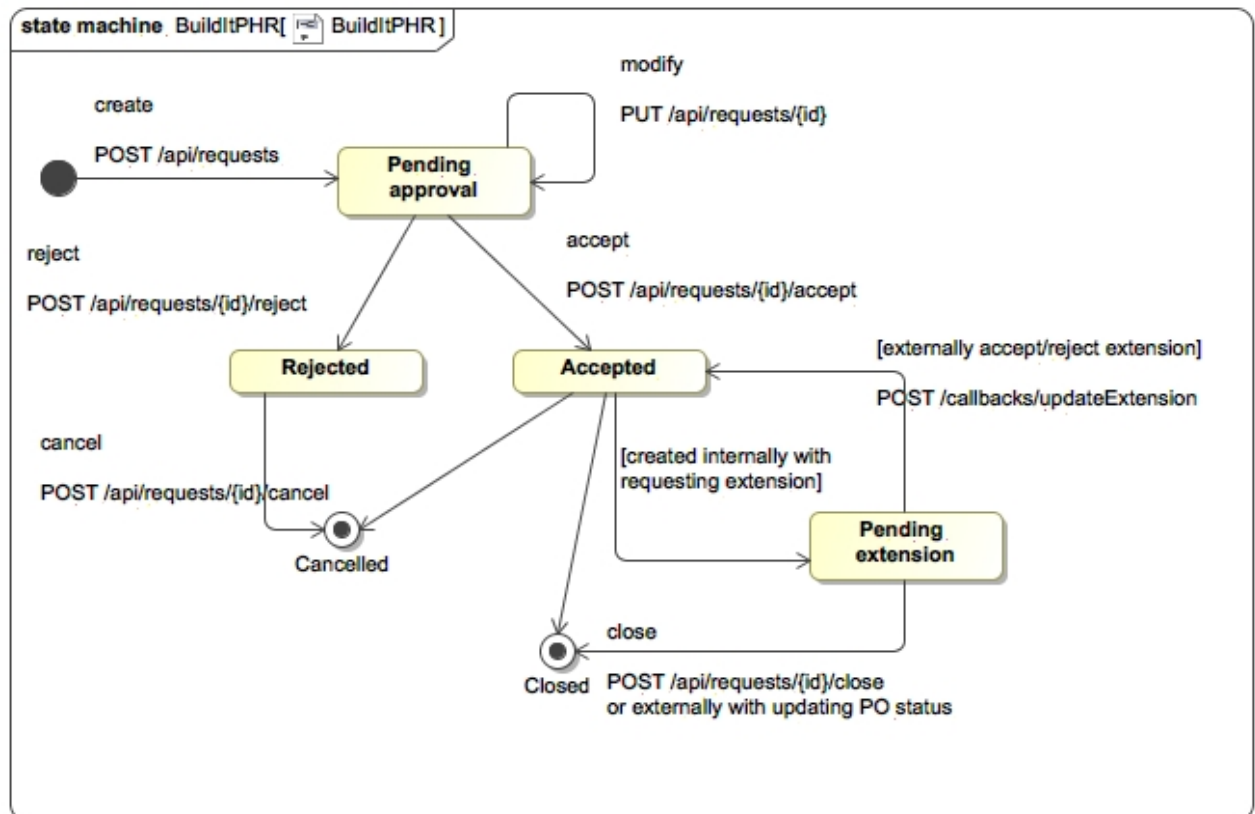 state machine BuildItPHR[ BuildItPHR ]
modify
PUT /api/requests/{id}
create
POST /api/requests
Pending
approval
reject
POST /api/requests/{id}/reject
accept
POST /api/requests/{id}/accept
Rejected
Accepted
[externally accept/reject extension]
POST /callbacks/updateExtension
cancel
POST /api/requests/{id}/cancel
[created internally with
requesting extension]
Pending
extension
Cancelled
close
Closed
POST /api/requests/{id}/close
or externally with updating PO status